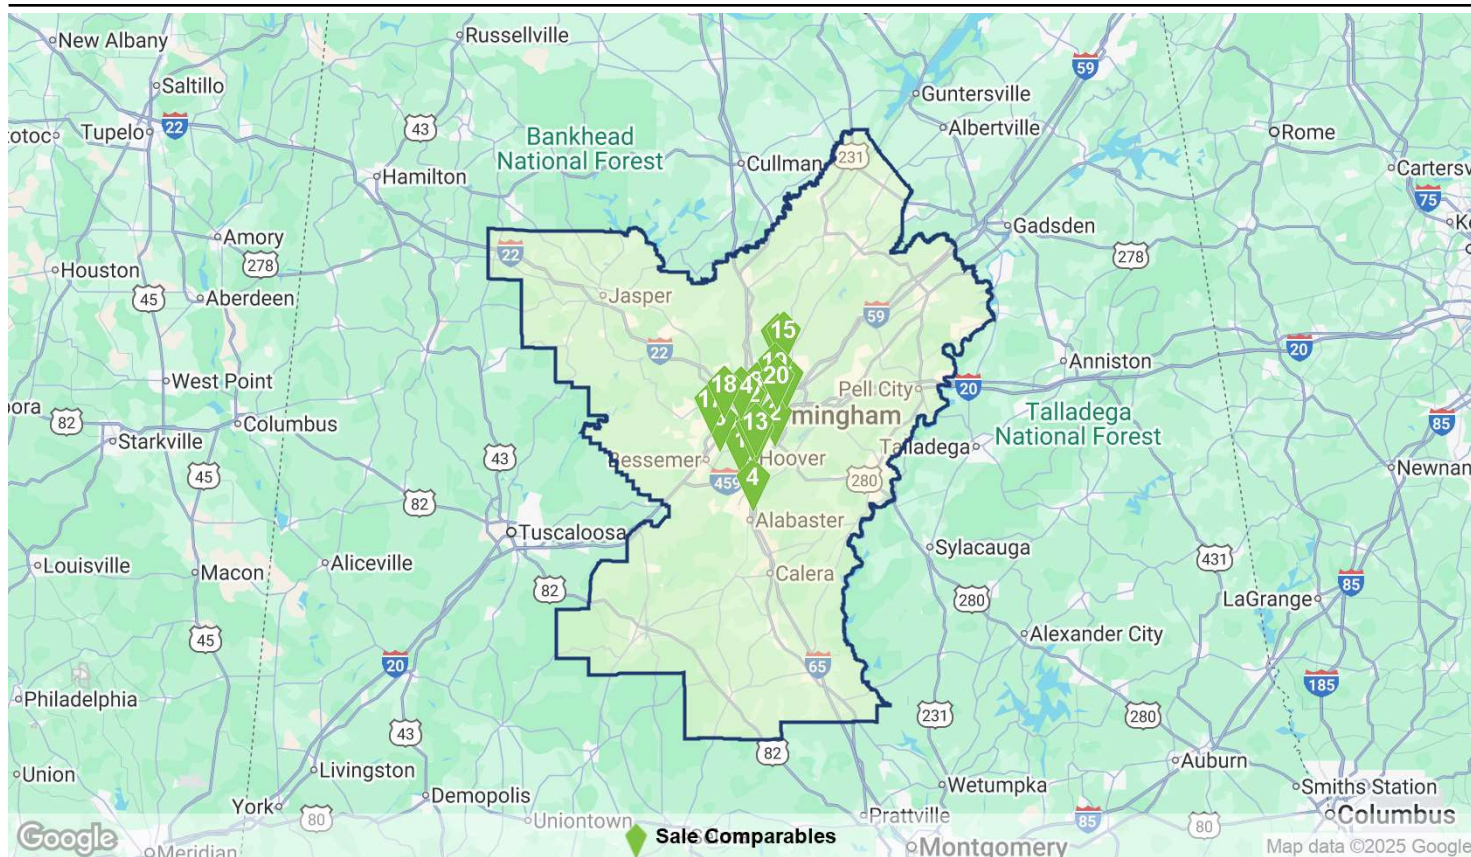 New Albany
Russellville
59
Saltillo
Guntersville
22
43
Tupelo
Albertville
Rome
Bankhead
National Forest
Cullman
231
Hamilton
Cartersv
75
Amory
Gadsden
278
278
Houston
22
45
Aberdeen
Jasper
15
59
22
20
Anniston
West Point
18
4
20
Pell City
20
82
Columbus
13
2
mingham
Talladega
National Forest
85
Starkville
43
Talladega
Bessemer
Hoover
45
459
4
280
Newnan
82
Alabaster
Tuscaloosa
Sylacauga
431
Louisville
Macon
Aliceville
Calera
82
280
85
LaGrange
45
Alexander City
20
65
185
Philadelphia
231
280
43
82
Auburn
Union
Livingston
Wetumpka
Smiths Station
Demopolis
York
80
Uniontown
Prattville
85
80
Columbus
Google
Sale Comparables
Meridian
Montgomery
Map data ©2025 Google